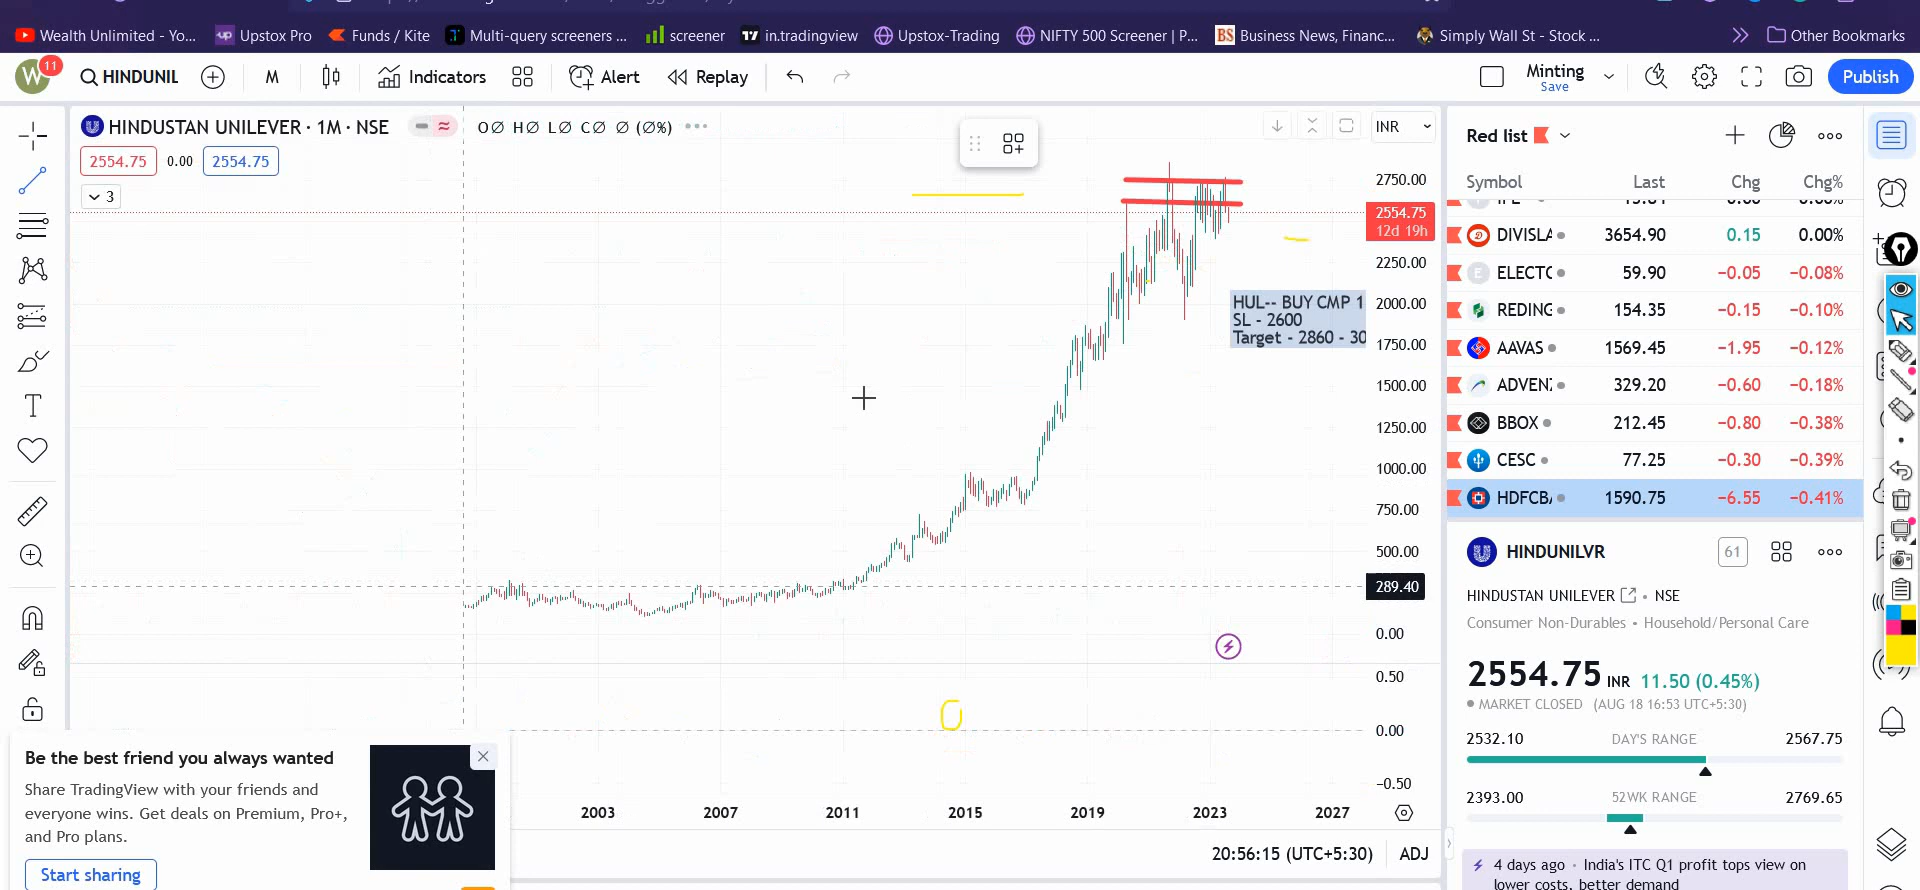 Wealth Unlimited - Yo...
Upstox Pro
Funds / Kite
Multi-query screeners ...
screener
in.tradingview
Upstox-Trading
NIFTY 500 Screener | P...
Business News, Financ...
Simply Wall St - Stock ...
Other Bookmarks
W
11
HINDUNIL
M
Indicators
Alert
Replay
Minting
Save
Publish
HINDUSTAN UNILEVER · 1M · NSE
O∅ H∅ L∅ C∅ ∅ (∅%)
2554.75
0.00
2554.75
3
INR
2750.00
2554.75
12d 19h
2250.00
2000.00
1750.00
1500.00
1250.00
1000.00
750.00
500.00
289.40
0.00
0.50
0.00
−0.50
HUL-- BUY CMP 1
SL - 2600
Target - 2860 - 30
2003
2007
2011
2015
2019
2023
2027
20:56:15 (UTC+5:30)
ADJ
Be the best friend you always wanted
Share TradingView with your friends and
everyone wins. Get deals on Premium, Pro+,
and Pro plans.
Start sharing
Red list
Symbol Last Chg Chg%
DIVISLA 3654.90 0.15 0.00%
ELECTC 59.90 −0.05 −0.08%
REDING 154.35 −0.15 −0.10%
AAVAS 1569.45 −1.95 −0.12%
ADVENZ 329.20 −0.60 −0.18%
BBOX 212.45 −0.80 −0.38%
CESC 77.25 −0.30 −0.39%
HDFCBA 1590.75 −6.55 −0.41%
HINDUNILVR
61
HINDUSTAN UNILEVER • NSE
Consumer Non-Durables • Household/Personal Care
2554.75 INR 11.50 (0.45%)
MARKET CLOSED (AUG 18 16:53 UTC+5:30)
2532.10 DAY'S RANGE 2567.75
2393.00 52WK RANGE 2769.65
4 days ago · India's ITC Q1 profit tops view on
lower costs, better demand